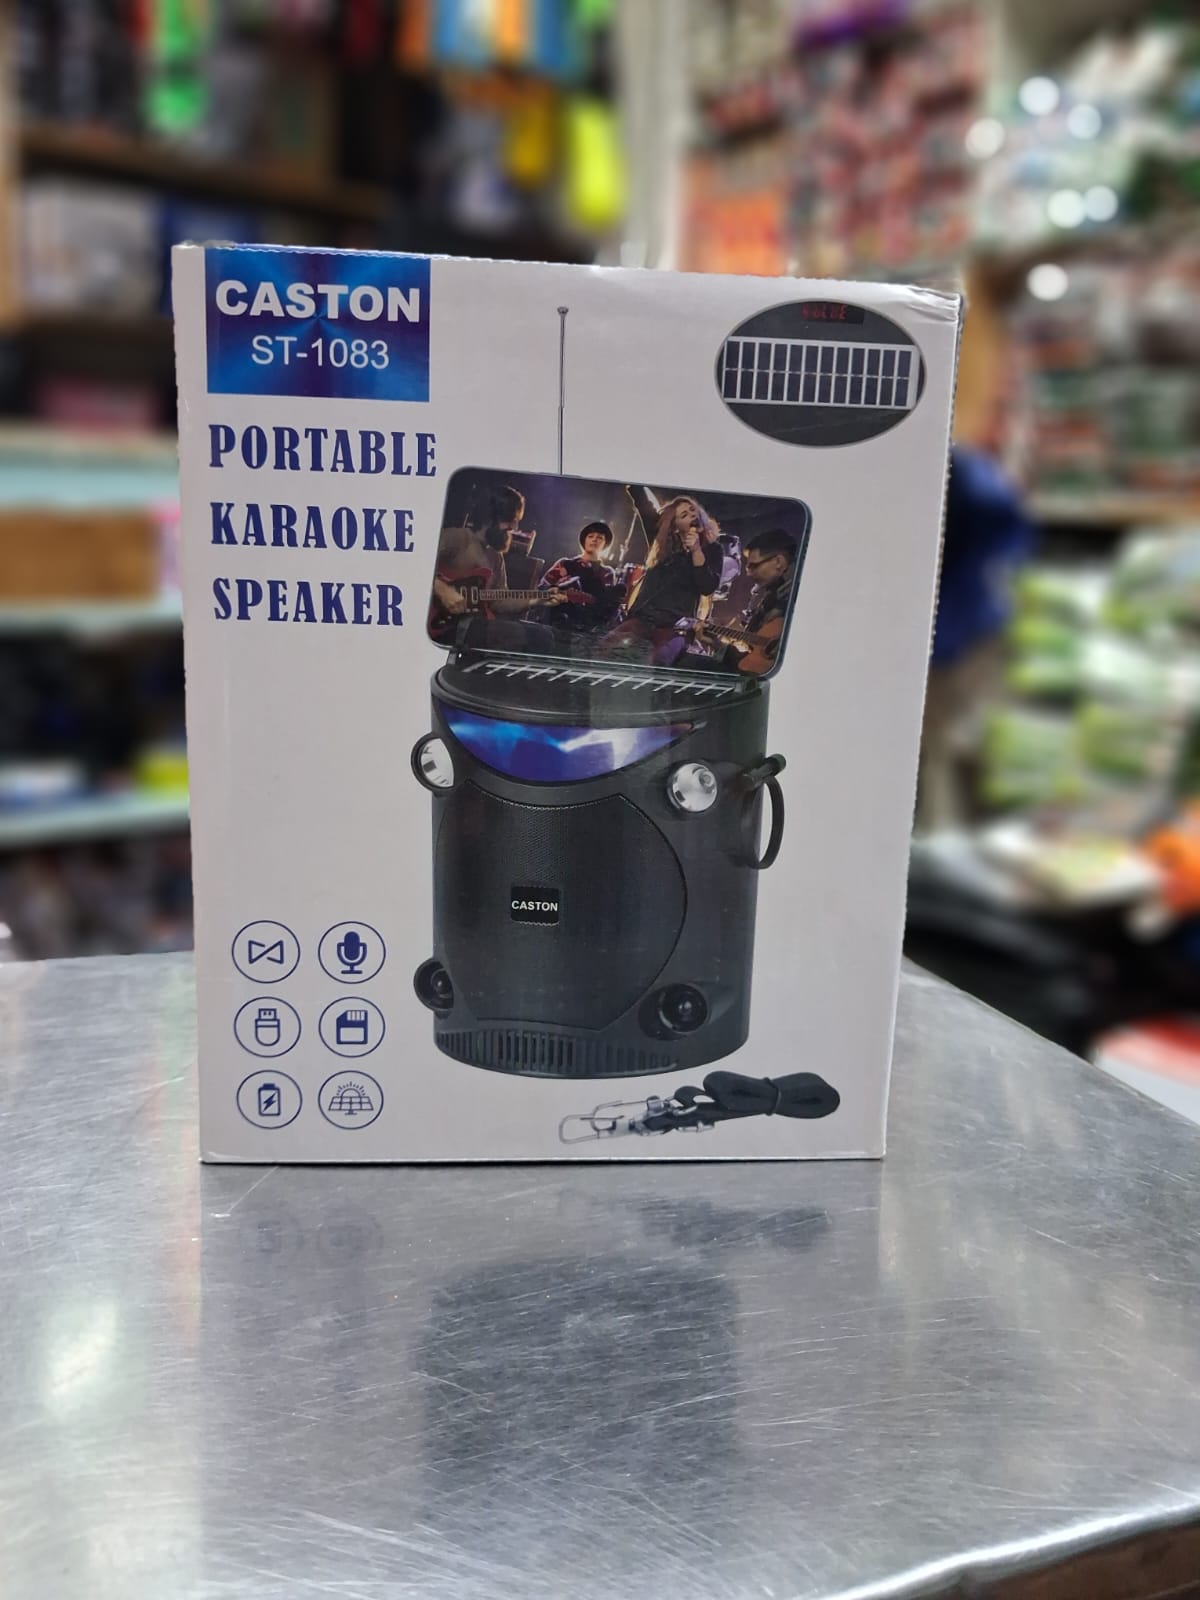 CASTON
ST-1083
PORTABLE
KARAOKE
SPEAKER
CASTON